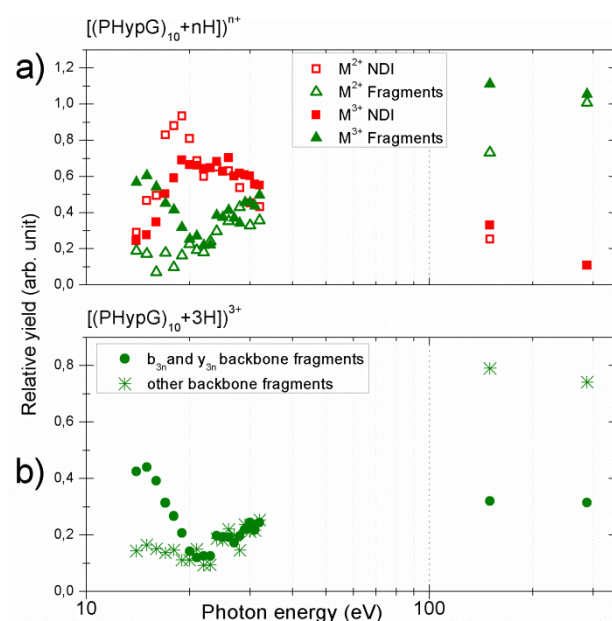 [(PHypG)₁₀+nH])ⁿ⁺
a)
1,2
1,0
0,8
0,6
0,4
0,2
0,0
M²⁺ NDI
M²⁺ Fragments
M³⁺ NDI
M³⁺ Fragments
Relative yield (arb. unit)
[(PHypG)₁₀+3H])³⁺
b)
0,8
0,6
0,4
0,2
0,0
b₃ₙ and y₃ₙ backbone fragments
other backbone fragments
10
100
Photon energy (eV)